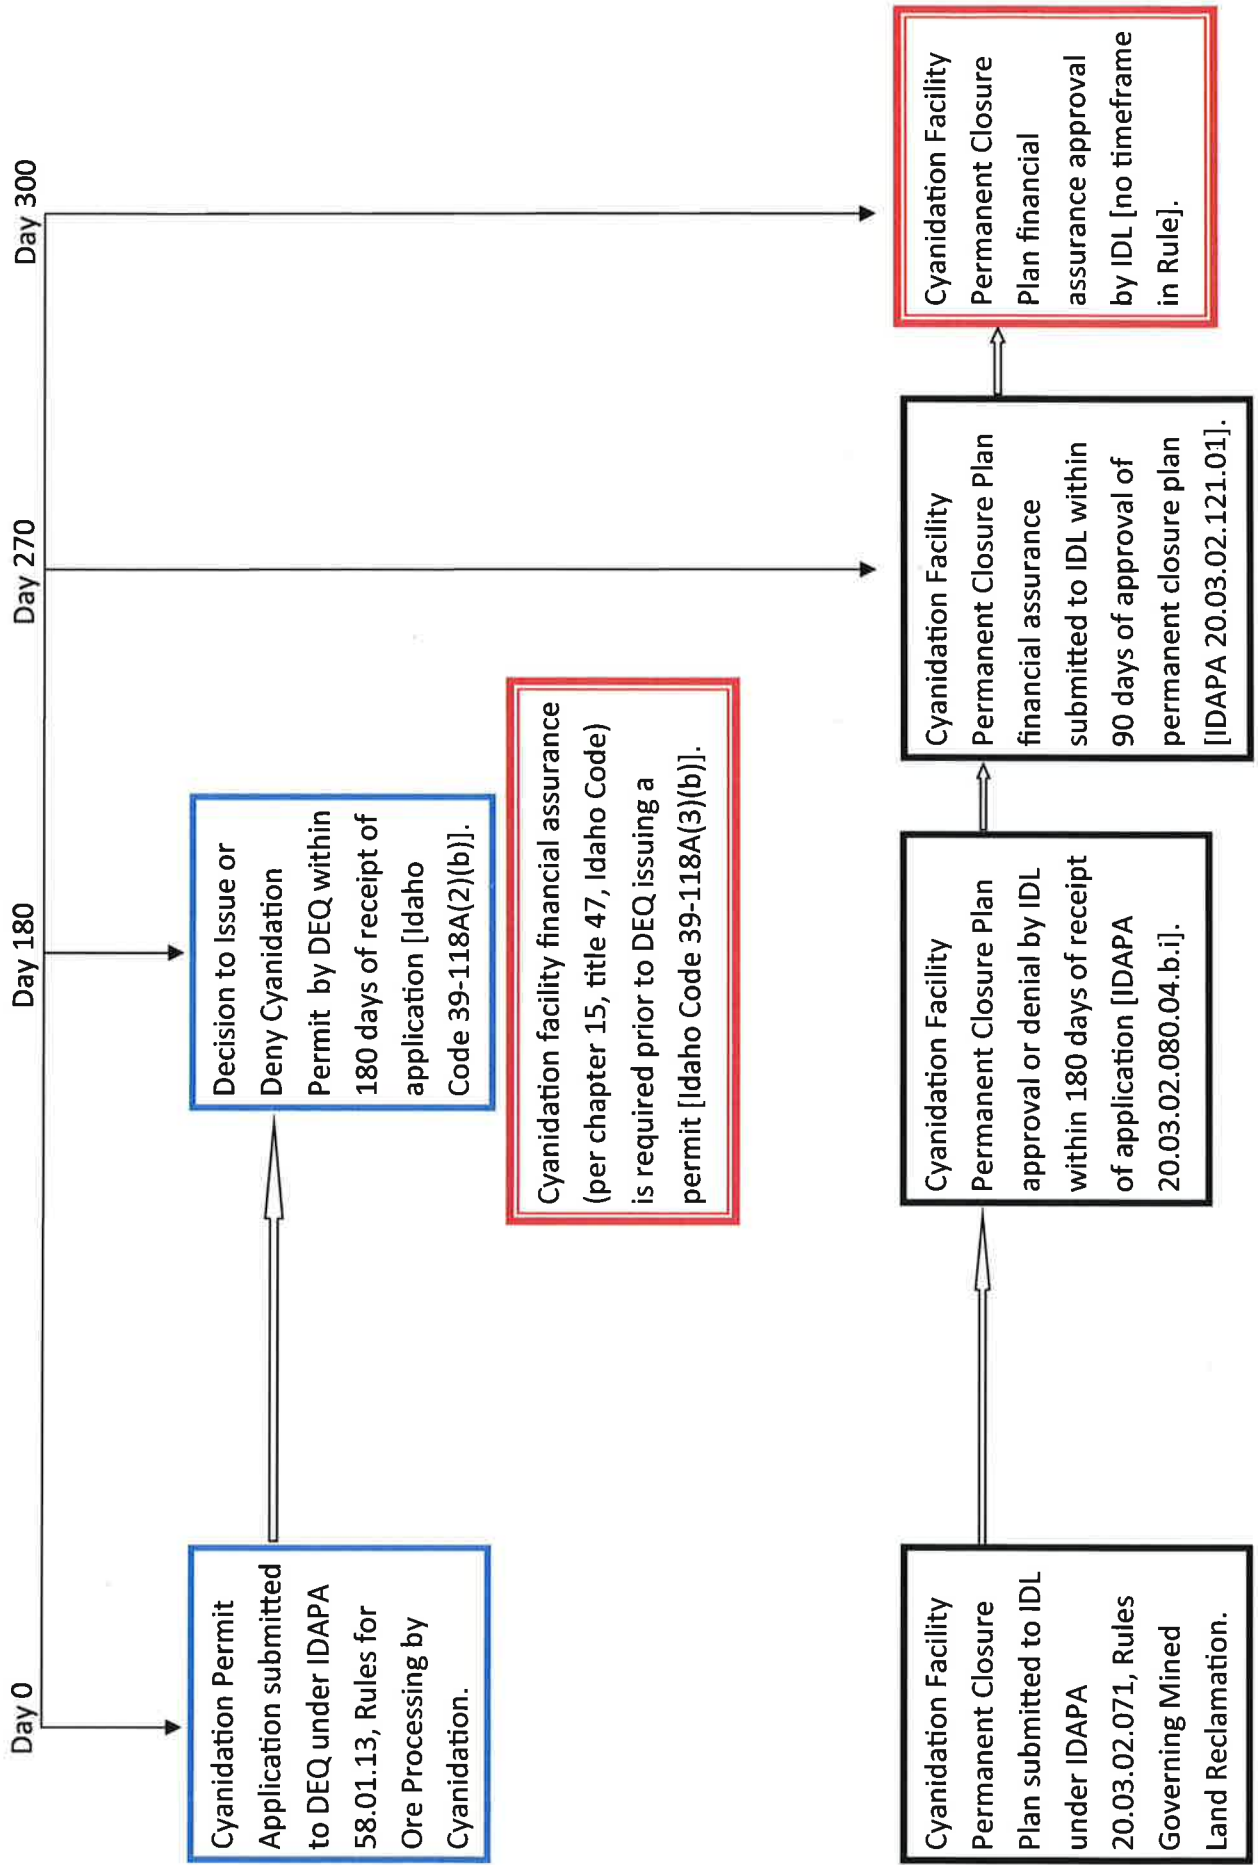 Day 0
Day 180
Day 270
Day 300
Cyanidation Permit
Application submitted
to DEQ under IDAPA
58.01.13, Rules for
Ore Processing by
Cyanidation.
Decision to Issue or
Deny Cyanidation
Permit by DEQ within
180 days of receipt of
application [Idaho
Code 39-118A(2)(b)].
Cyanidation facility financial assurance
(per chapter 15, title 47, Idaho Code)
is required prior to DEQ issuing a
permit [Idaho Code 39-118A(3)(b)].
Cyanidation Facility
Permanent Closure
Plan submitted to IDL
under IDAPA
20.03.02.071, Rules
Governing Mined
Land Reclamation.
Cyanidation Facility
Permanent Closure Plan
approval or denial by IDL
within 180 days of receipt
of application [IDAPA
20.03.02.080.04.b.i].
Cyanidation Facility
Permanent Closure Plan
financial assurance
submitted to IDL within
90 days of approval of
permanent closure plan
[IDAPA 20.03.02.121.01].
Cyanidation Facility
Permanent Closure
Plan financial
assurance approval
by IDL [no timeframe
in Rule].